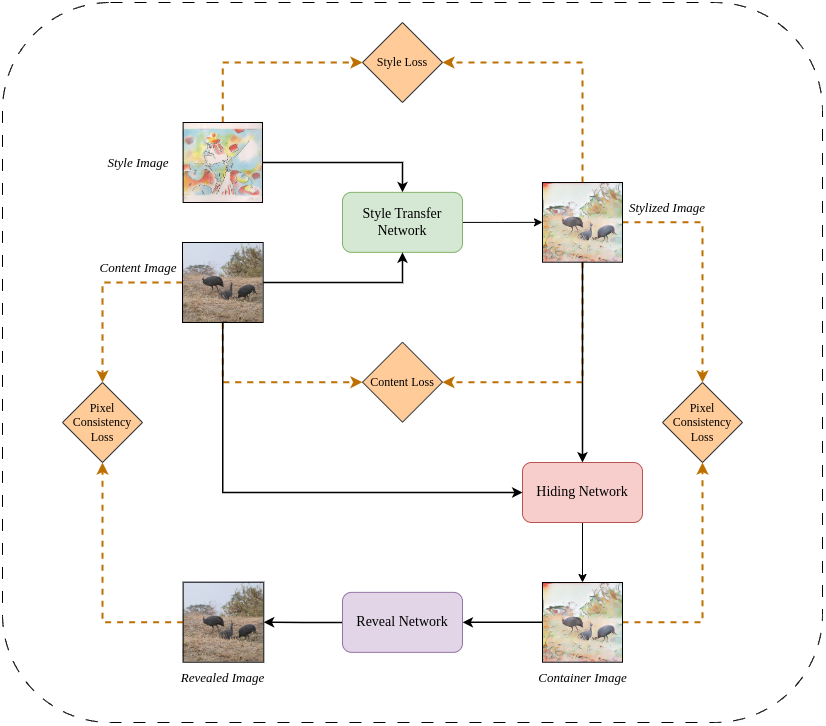 Style Loss
Style Image
Style Transfer
Network
Stylized Image
Content Image
Content Loss
Pixel
Consistency
Loss
Pixel
Consistency
Loss
Hiding Network
Reveal Network
Revealed Image
Container Image